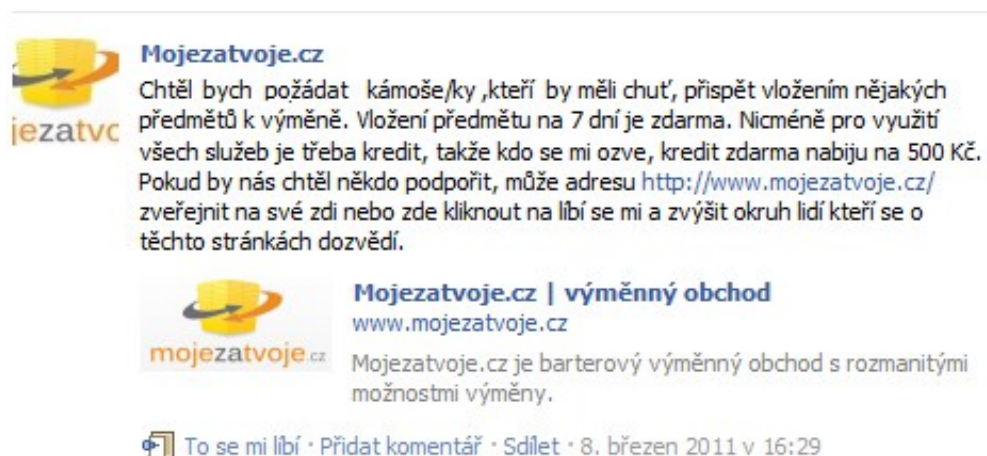 Mojezatvoje.cz
Chtěl bych požádat kámoše/ky ,kteří by měli chuť, přispět vložením nějakých
jezatvo
předmětů k výměně. Vložení předmětu na 7 dní je zdarma. Nicméně pro využití
všech služeb je třeba kredit, takže kdo se mi ozve, kredit zdarma nabiju na 500 Kč.
Pokud by nás chtěl někdo podpořit, může adresu http://www.mojezatvoje.cz/
zveřejnit na své zdi nebo zde kliknout na líbí se mi a zvýšit okruh lidí kteří se o
těchto stránkách dozvědí.
Mojezatvoje.cz | výměnný obchod
www.mojezatvoje.cz
mojezatvoje.cz
Mojezatvoje.cz je barterový výměnný obchod s rozmanitými
možnostmi výměny.
To se mi líbí · Přidat komentář · Sdílet · 8. březen 2011 v 16:29